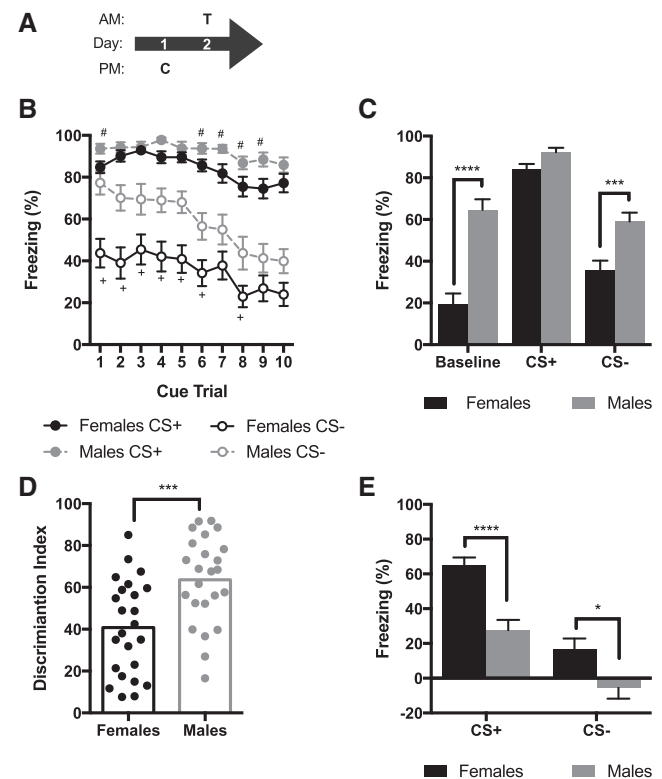 A
AM: T
Day: 1 2
PM: C
B
Freezing (%)
100
80
60
40
20
0
# # # # #
+ + + + + + +
1 2 3 4 5 6 7 8 9 10
Cue Trial
Females CS+ Females CS-
Males CS+ Males CS-
C
Freezing (%)
100
80
60
40
20
0
**** ***
Baseline CS+ CS-
Females Males
D
Discrimiantion Index
100
80
60
40
20
0
***
Females Males
E
Freezing (%)
100
80
60
40
20
0
-20
**** *
CS+ CS-
Females Males